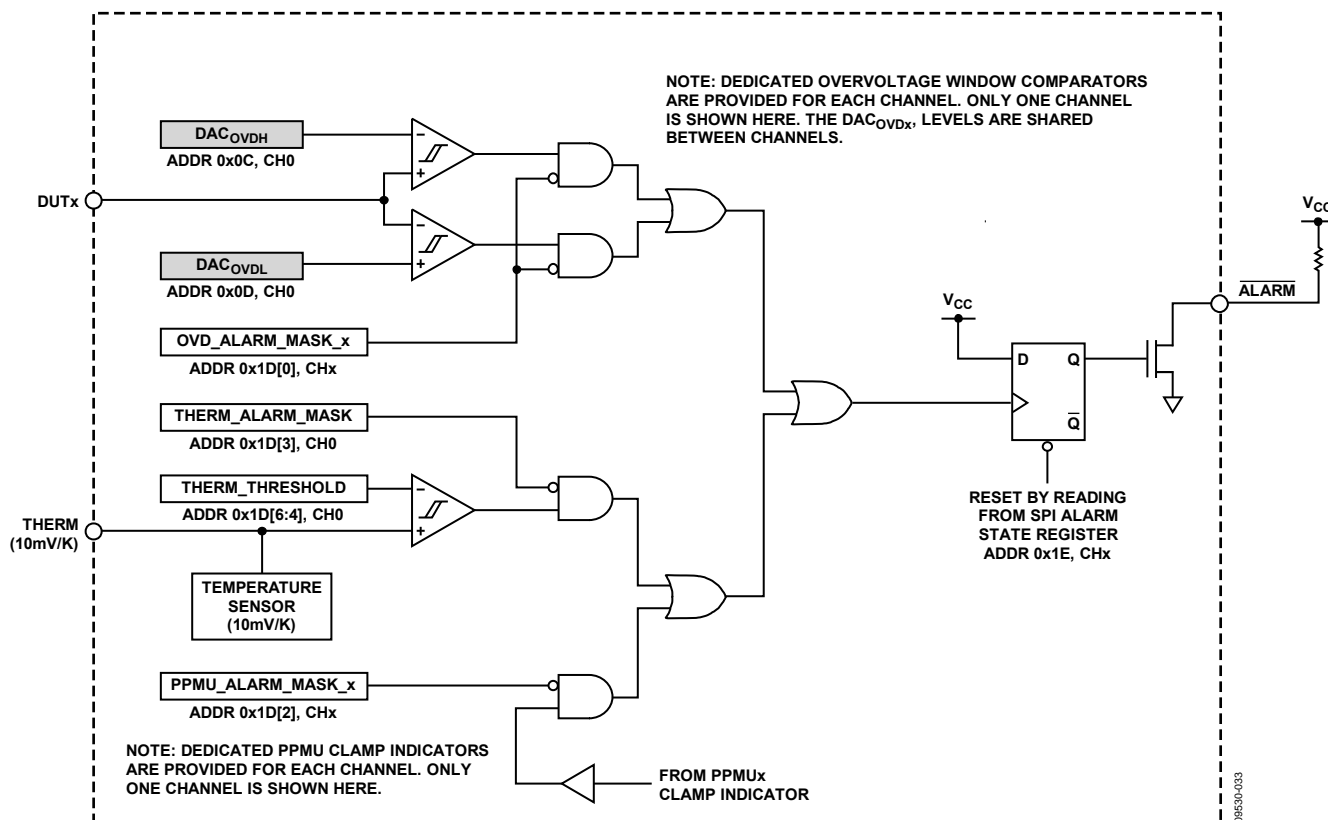 NOTE: DEDICATED OVERVOLTAGE WINDOW COMPARATORS
ARE PROVIDED FOR EACH CHANNEL. ONLY ONE CHANNEL
IS SHOWN HERE. THE DACOVDx, LEVELS ARE SHARED
BETWEEN CHANNELS.
DACOVDH
ADDR 0x0C, CH0
−
+
DUTx
−
+
DACOVDL
ADDR 0x0D, CH0
OVD_ALARM_MASK_x
ADDR 0x1D[0], CHx
THERM_ALARM_MASK
ADDR 0x1D[3], CH0
THERM_THRESHOLD
ADDR 0x1D[6:4], CH0
−
+
THERM
(10mV/K)
TEMPERATURE
SENSOR
(10mV/K)
PPMU_ALARM_MASK_x
ADDR 0x1D[2], CHx
NOTE: DEDICATED PPMU CLAMP INDICATORS
ARE PROVIDED FOR EACH CHANNEL. ONLY
ONE CHANNEL IS SHOWN HERE.
FROM PPMUx
CLAMP INDICATOR
VCC
D Q
Q̅
RESET BY READING
FROM SPI ALARM
STATE REGISTER
ADDR 0x1E, CHx
VCC
A̅L̅A̅R̅M̅
09530-033